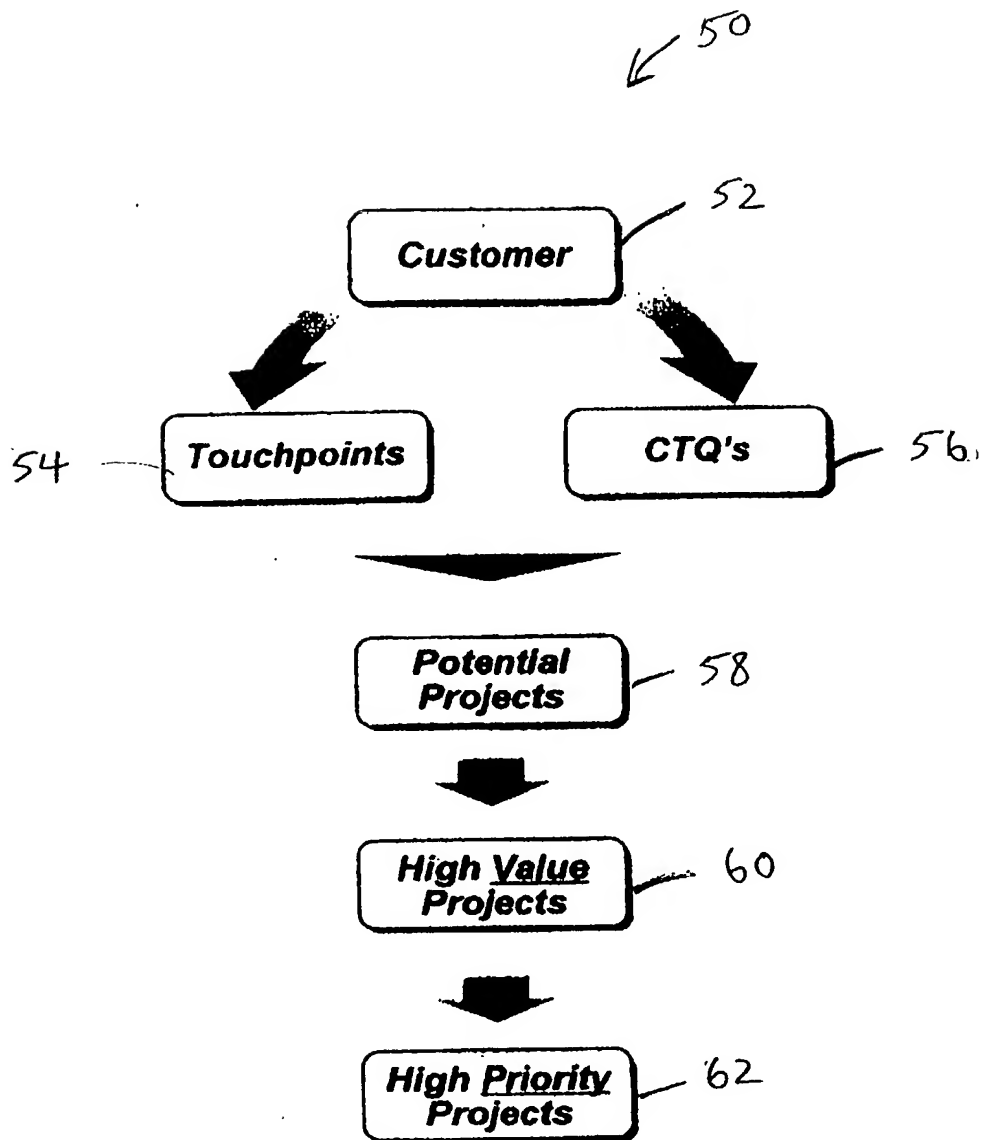 50
Customer
52
Touchpoints
54
CTQ's
56
Potential
Projects
58
High Value
Projects
60
High Priority
Projects
62